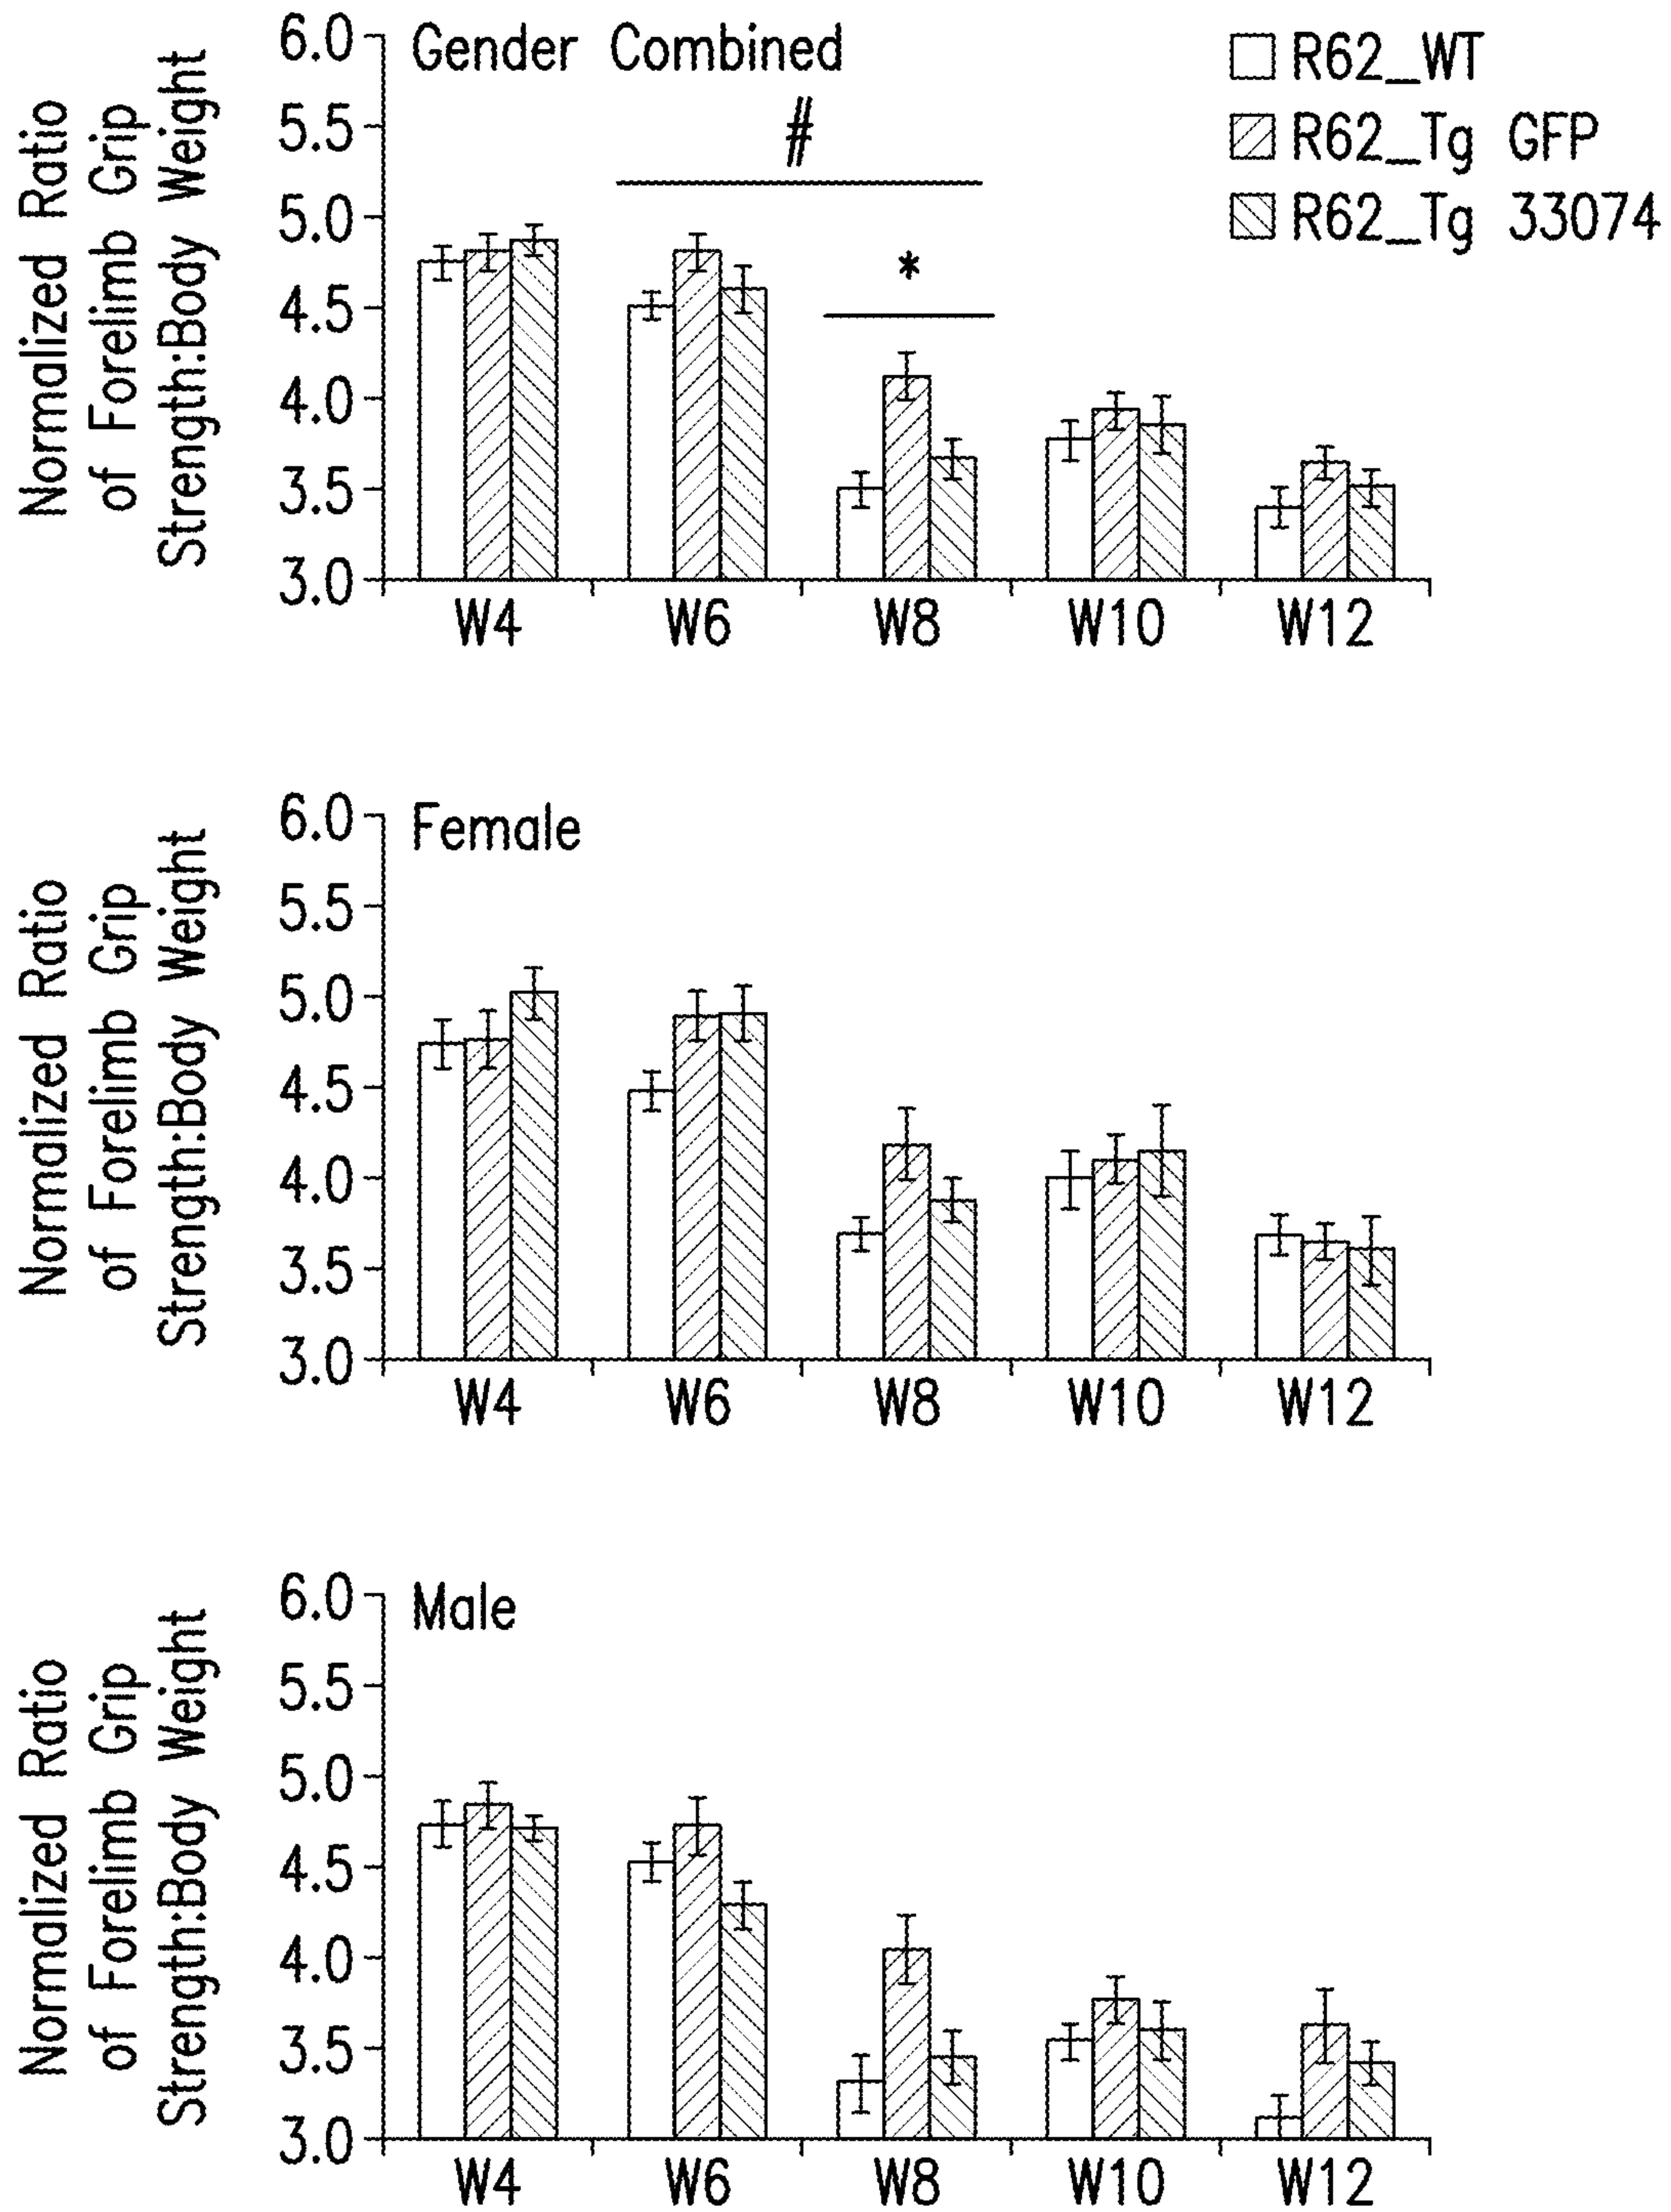 Gender Combined
R62_WT
R62_Tg GFP
R62_Tg 33074
#
*
Normalized Ratio
of Forelimb Grip
Strength:Body Weight
6.0
5.5
5.0
4.5
4.0
3.5
3.0
W4 W6 W8 W10 W12
Female
Normalized Ratio
of Forelimb Grip
Strength:Body Weight
6.0
5.5
5.0
4.5
4.0
3.5
3.0
W4 W6 W8 W10 W12
Male
Normalized Ratio
of Forelimb Grip
Strength:Body Weight
6.0
5.5
5.0
4.5
4.0
3.5
3.0
W4 W6 W8 W10 W12